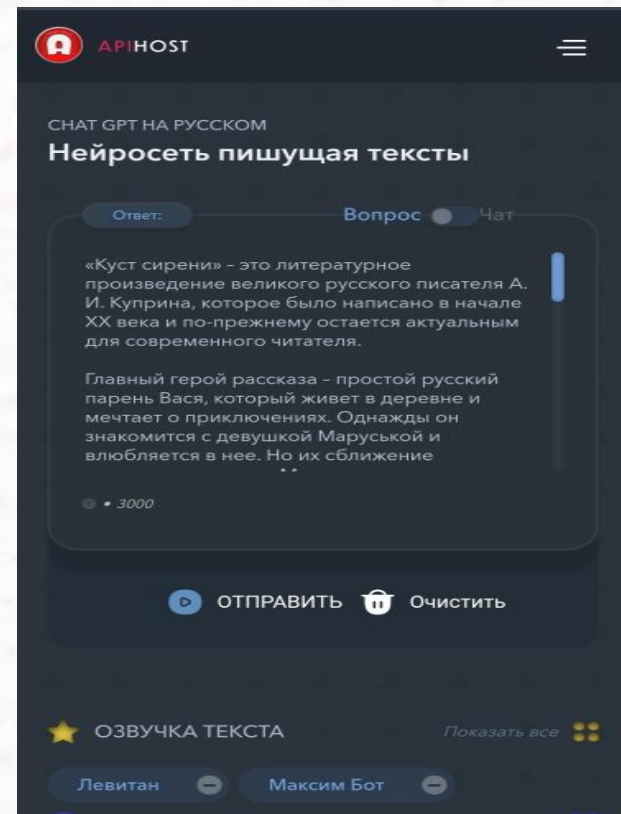 APIHOST
CHAT GPT НА РУССКОМ
Нейросеть пишущая тексты
Ответ:
Вопрос Чат
«Куст сирени» – это литературное
произведение великого русского писателя А.
И. Куприна, которое было написано в начале
XX века и по-прежнему остается актуальным
для современного читателя.
Главный герой рассказа – простой русский
парень Вася, который живет в деревне и
мечтает о приключениях. Однажды он
знакомится с девушкой Маруськой и
влюбляется в нее. Но их сближение
• 3000
ОТПРАВИТЬ Очистить
ОЗВУЧКА ТЕКСТА Показать все
Левитан Максим Бот